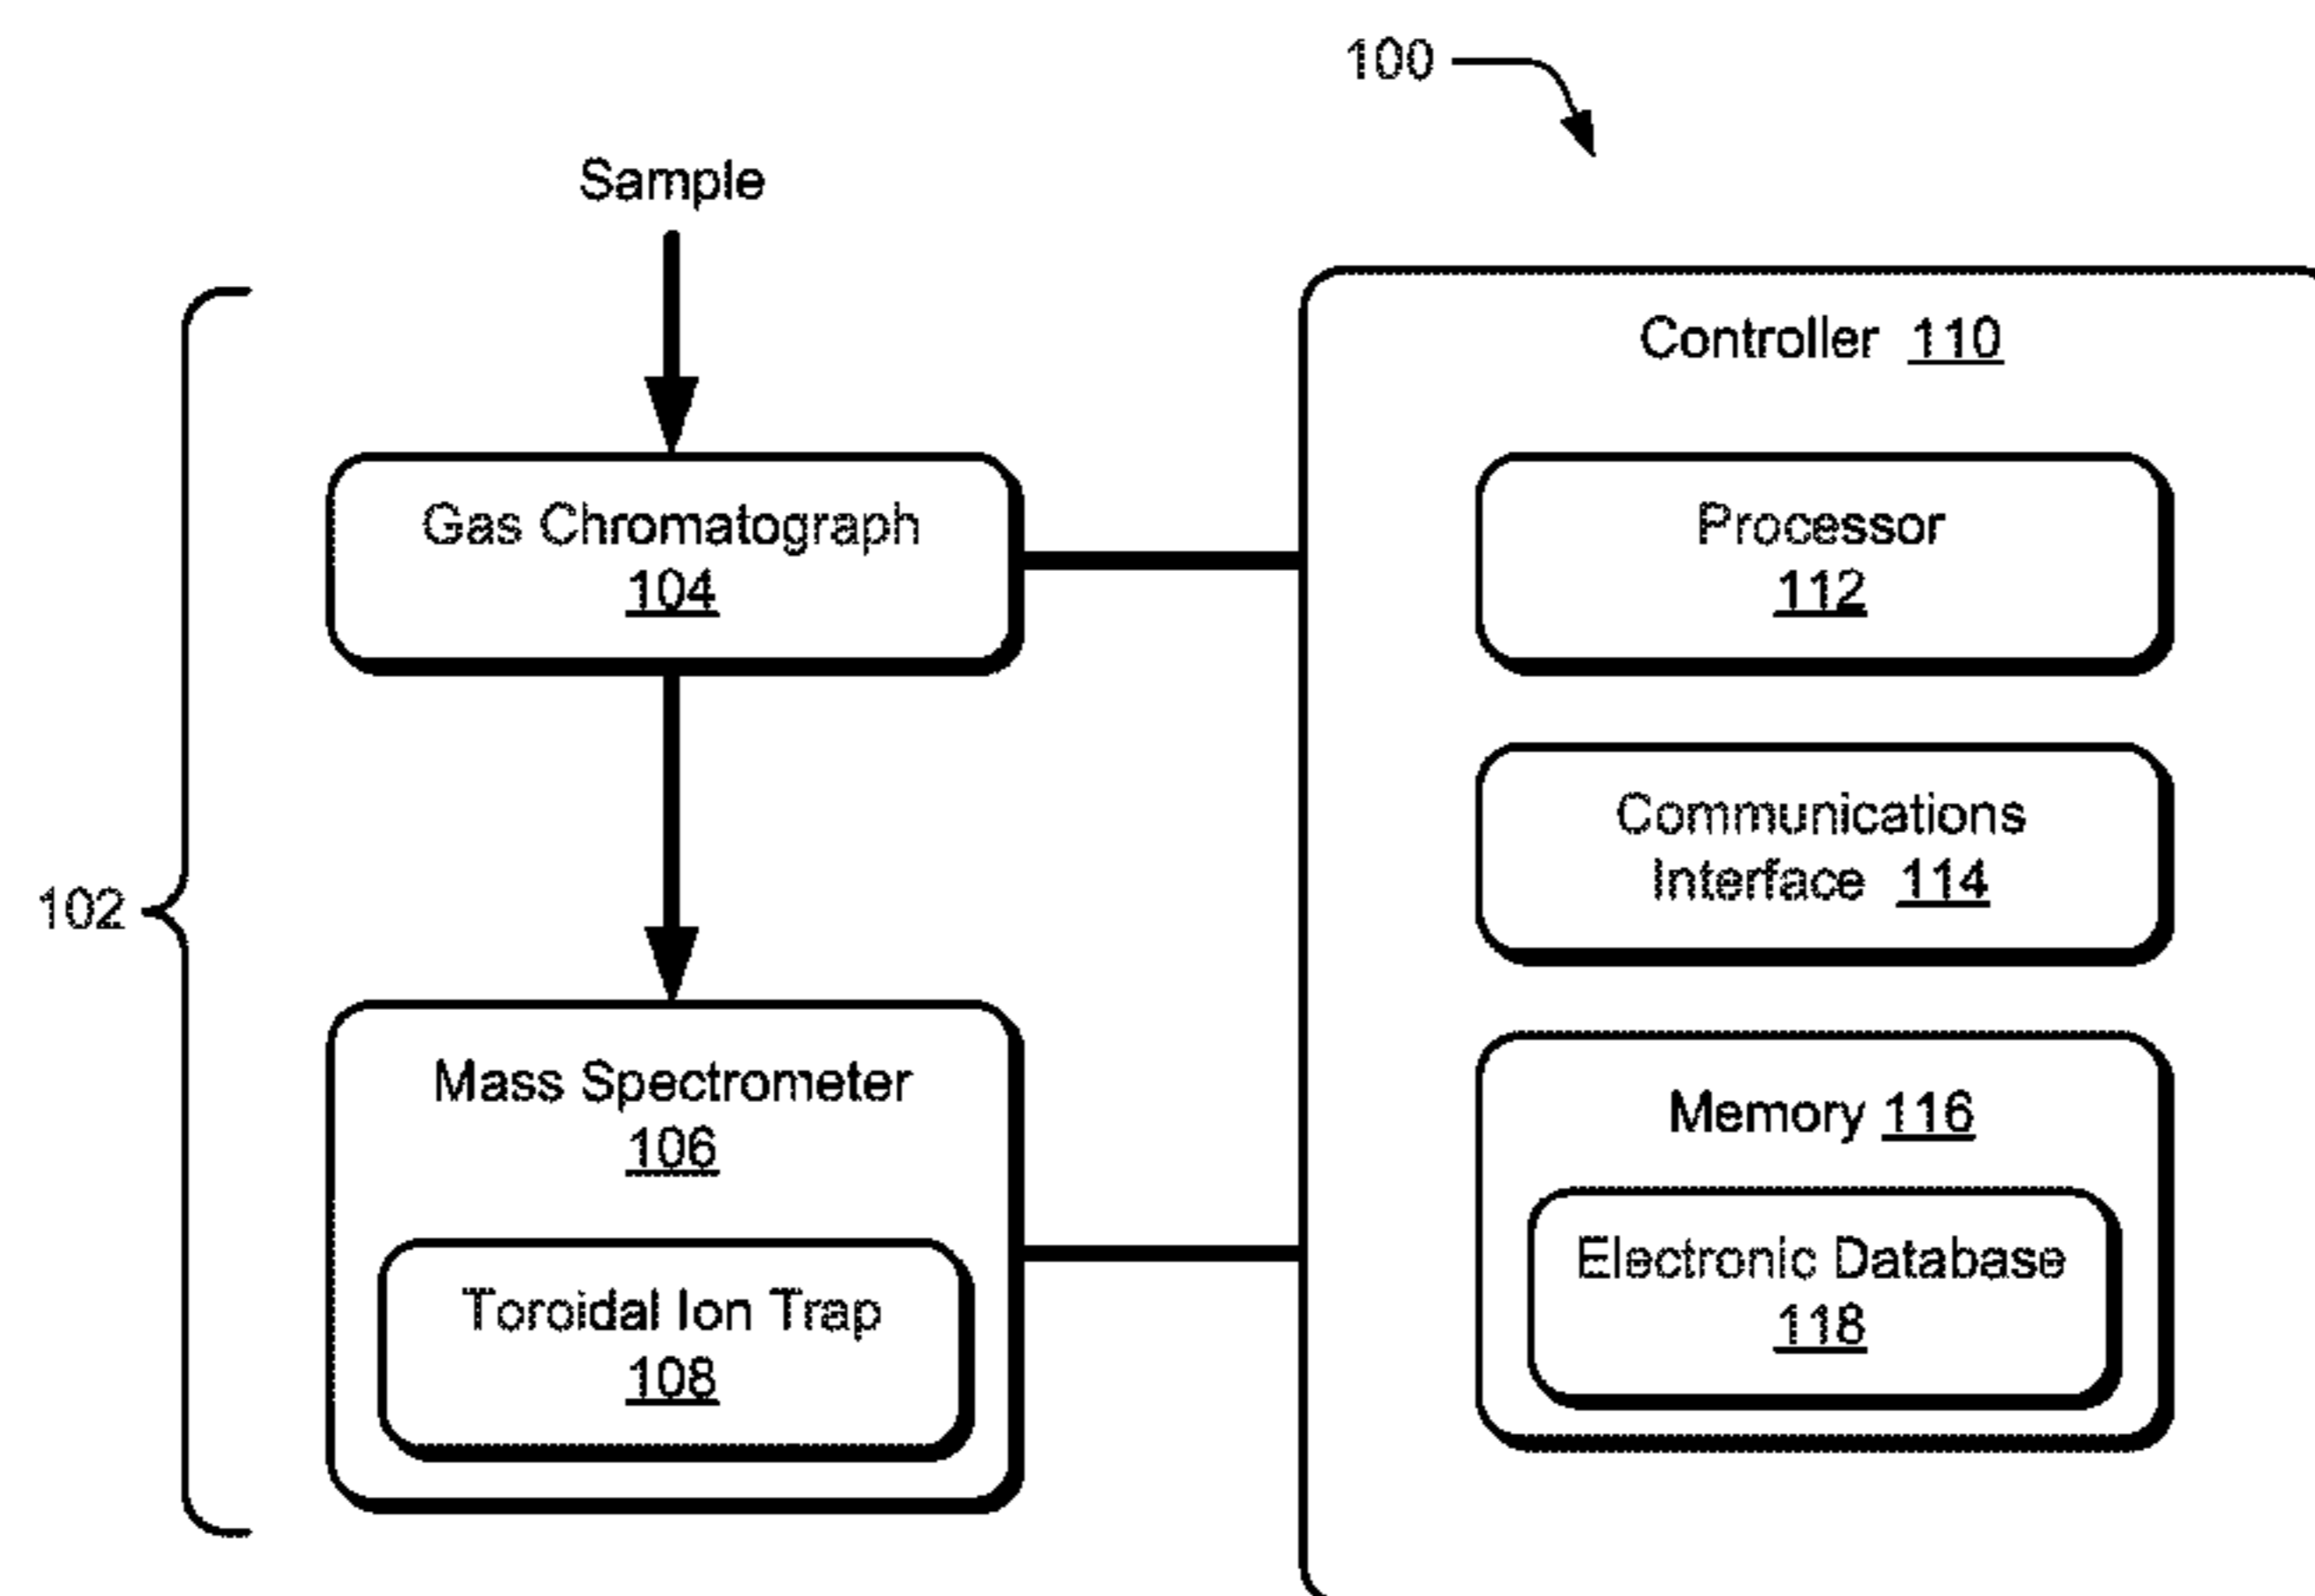 100
Sample
102
Gas Chromatograph
104
Mass Spectrometer
106
Toroidal Ion Trap
108
Controller 110
Processor
112
Communications
Interface 114
Memory 116
Electronic Database
118